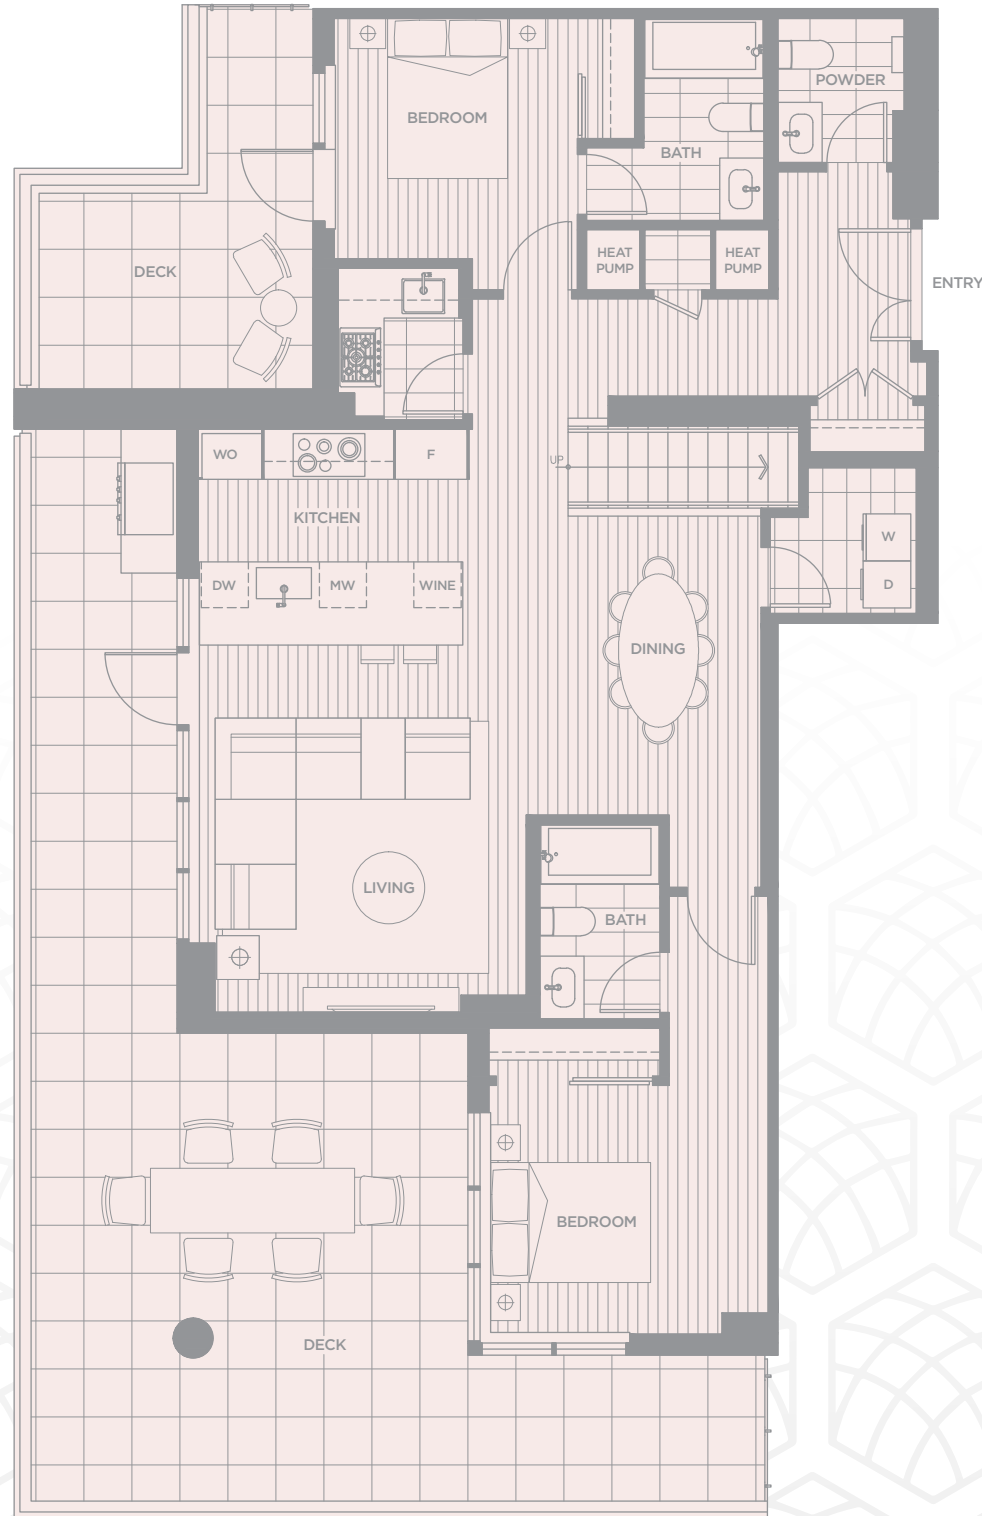 POWDER
BEDROOM
BATH
HEAT
PUMP
HEAT
PUMP
DECK
ENTRY
WO
F
UP
KITCHEN
W
DW
MW
WINE
D
DINING
LIVING
BATH
BEDROOM
DECK